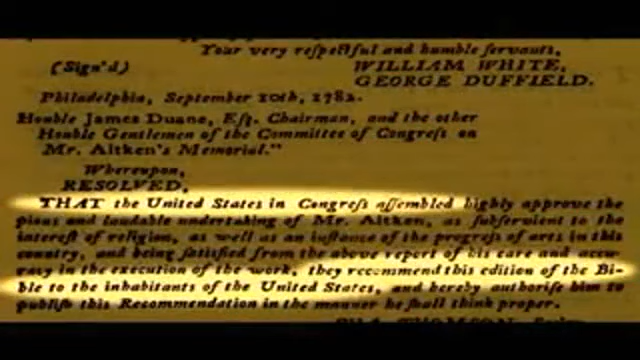 Your very reſpectful and humble ſervants,
(Sign'd) WILLIAM WHITE,
GEORGE DUFFIELD.
Philadelphia, September 10th, 1782.
Honble James Duane, Eſq. Chairman, and the other
Honble Gentlemen of the Committee of Congreſs on
Mr. Aitken's Memorial."
Whereupon,
RESOLVED,
THAT the United States in Congreſs aſſembled highly approve the
pious and laudable undertaking of Mr. Aitken, as ſubſervient to the
intereſt of religion, as well as an inſtance of the progreſs of arts in this
country, and being ſatisfied from the above report of his care and accu-
racy in the execution of the work, they recommend this edition of the Bi-
ble to the inhabitants of the United States, and hereby authoriſe him to
publiſh this Recommendation in the manner he ſhall think proper.
THOMSON,